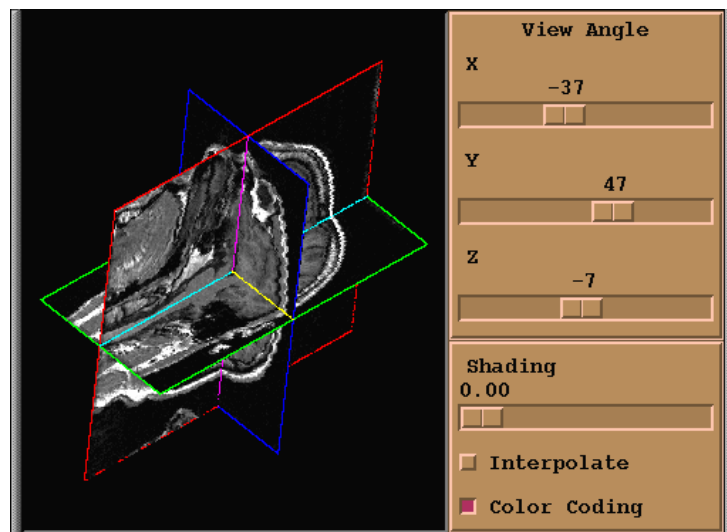 View Angle
X
-37
Y
47
Z
-7
Shading
0.00
Interpolate
Color Coding